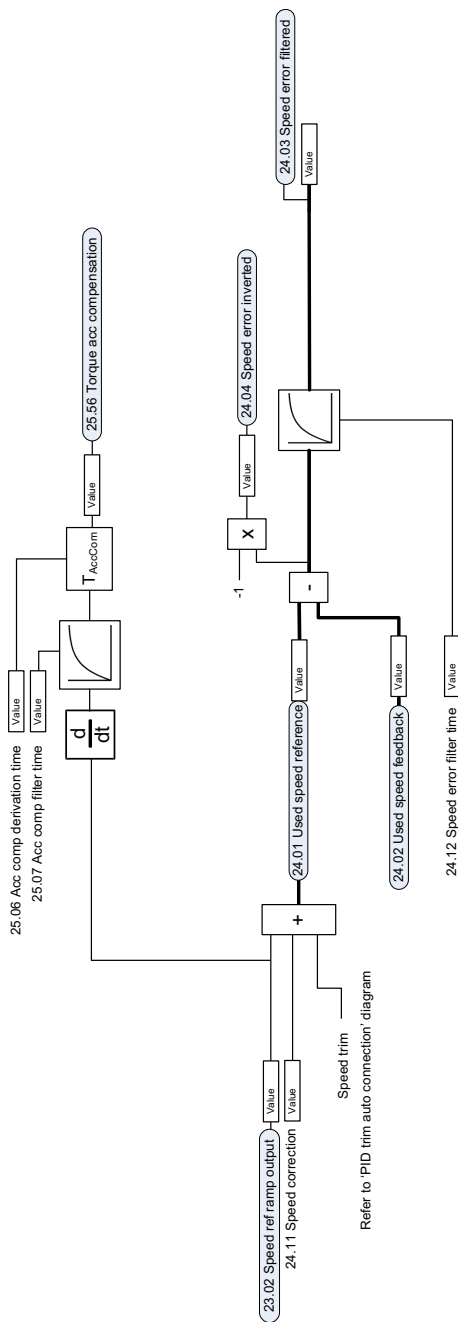 25.06 Acc comp derivation time
Value
25.07 Acc comp filter time
Value
d
dt
TAccCom
Value
25.56 Torque acc compensation
23.02 Speed ref ramp output
Value
24.11 Speed correction
Value
Speed trim
Refer to ‘PID trim auto connection’ diagram
+
24.01 Used speed reference
Value
24.02 Used speed feedback
Value
-
-1
x
Value
24.04 Speed error inverted
24.12 Speed error filter time
Value
24.03 Speed error filtered
Value